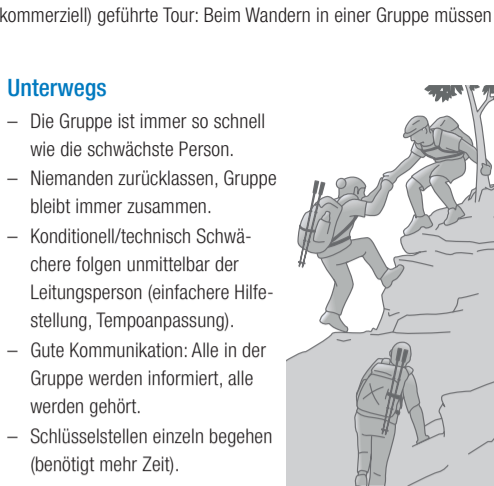 kommerziell) geführte Tour: Beim Wandern in einer Gruppe müssen
Unterwegs
– Die Gruppe ist immer so schnell
wie die schwächste Person.
– Niemanden zurücklassen, Gruppe
bleibt immer zusammen.
– Konditionell/technisch Schwä-
chere folgen unmittelbar der
Leitungsperson (einfachere Hilfe-
stellung, Tempoanpassung).
– Gute Kommunikation: Alle in der
Gruppe werden informiert, alle
werden gehört.
– Schlüsselstellen einzeln begehen
(benötigt mehr Zeit).